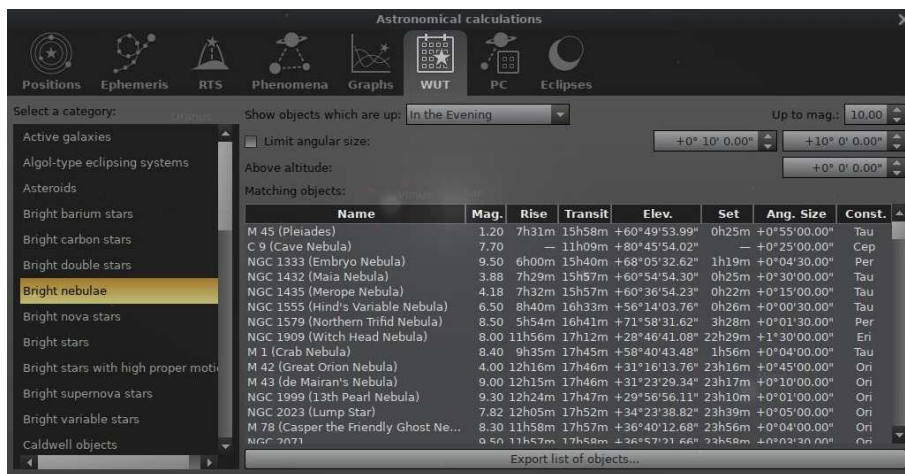 Astronomical calculations
Positions Ephemeris RTS Phenomena Graphs WUT PC Eclipses
Select a category:
Active galaxies
Algol-type eclipsing systems
Asteroids
Bright barium stars
Bright carbon stars
Bright double stars
Bright nebulae
Bright nova stars
Bright stars
Bright stars with high proper moti
Bright supernova stars
Bright variable stars
Caldwell objects
Show objects which are up: In the Evening Up to mag.: 10,00
Limit angular size: +0° 10' 0.00" +10° 0' 0.00"
Above altitude: +0° 0' 0.00"
Matching objects:
Name Mag. Rise Transit Elev. Set Ang. Size Const.
M 45 (Pleiades) 1.20 7h31m 15h58m +60°49'53.99" 0h25m +0°55'00.00" Tau
C 9 (Cave Nebula) 7.70 — 11h09m +80°45'54.02" — +0°25'00.00" Cep
NGC 1333 (Embryo Nebula) 9.50 6h00m 15h40m +68°05'32.62" 1h19m +0°04'30.00" Per
NGC 1432 (Maia Nebula) 3.88 7h29m 15h57m +60°54'54.30" 0h25m +0°30'00.00" Tau
NGC 1435 (Merope Nebula) 4.18 7h32m 15h57m +60°36'54.23" 0h22m +0°15'00.00" Tau
NGC 1555 (Hind's Variable Nebula) 6.50 8h40m 16h33m +56°14'03.76" 0h26m +0°00'30.00" Tau
NGC 1579 (Northern Trifid Nebula) 8.50 5h54m 16h41m +71°58'31.62" 3h28m +0°01'30.00" Per
NGC 1909 (Witch Head Nebula) 8.00 11h56m 17h12m +28°46'41.08" 22h29m +1°30'00.00" Eri
M 1 (Crab Nebula) 8.40 9h35m 17h45m +58°40'43.48" 1h56m +0°04'00.00" Tau
M 42 (Great Orion Nebula) 4.00 12h16m 17h46m +31°16'13.76" 23h16m +0°45'00.00" Ori
M 43 (de Mairan's Nebula) 9.00 12h15m 17h46m +31°23'29.34" 23h17m +0°10'00.00" Ori
NGC 1999 (13th Pearl Nebula) 9.30 12h24m 17h47m +29°56'56.11" 23h10m +0°01'00.00" Ori
NGC 2023 (Lump Star) 7.82 12h05m 17h52m +34°23'38.82" 23h39m +0°05'00.00" Ori
M 78 (Casper the Friendly Ghost Ne... 8.30 11h58m 17h57m +36°40'12.68" 23h56m +0°04'00.00" Ori
NGC 2071 9.50 11h57m 17h58m +36°57'21.66" 23h58m +0°03'30.00" Ori
Export list of objects...